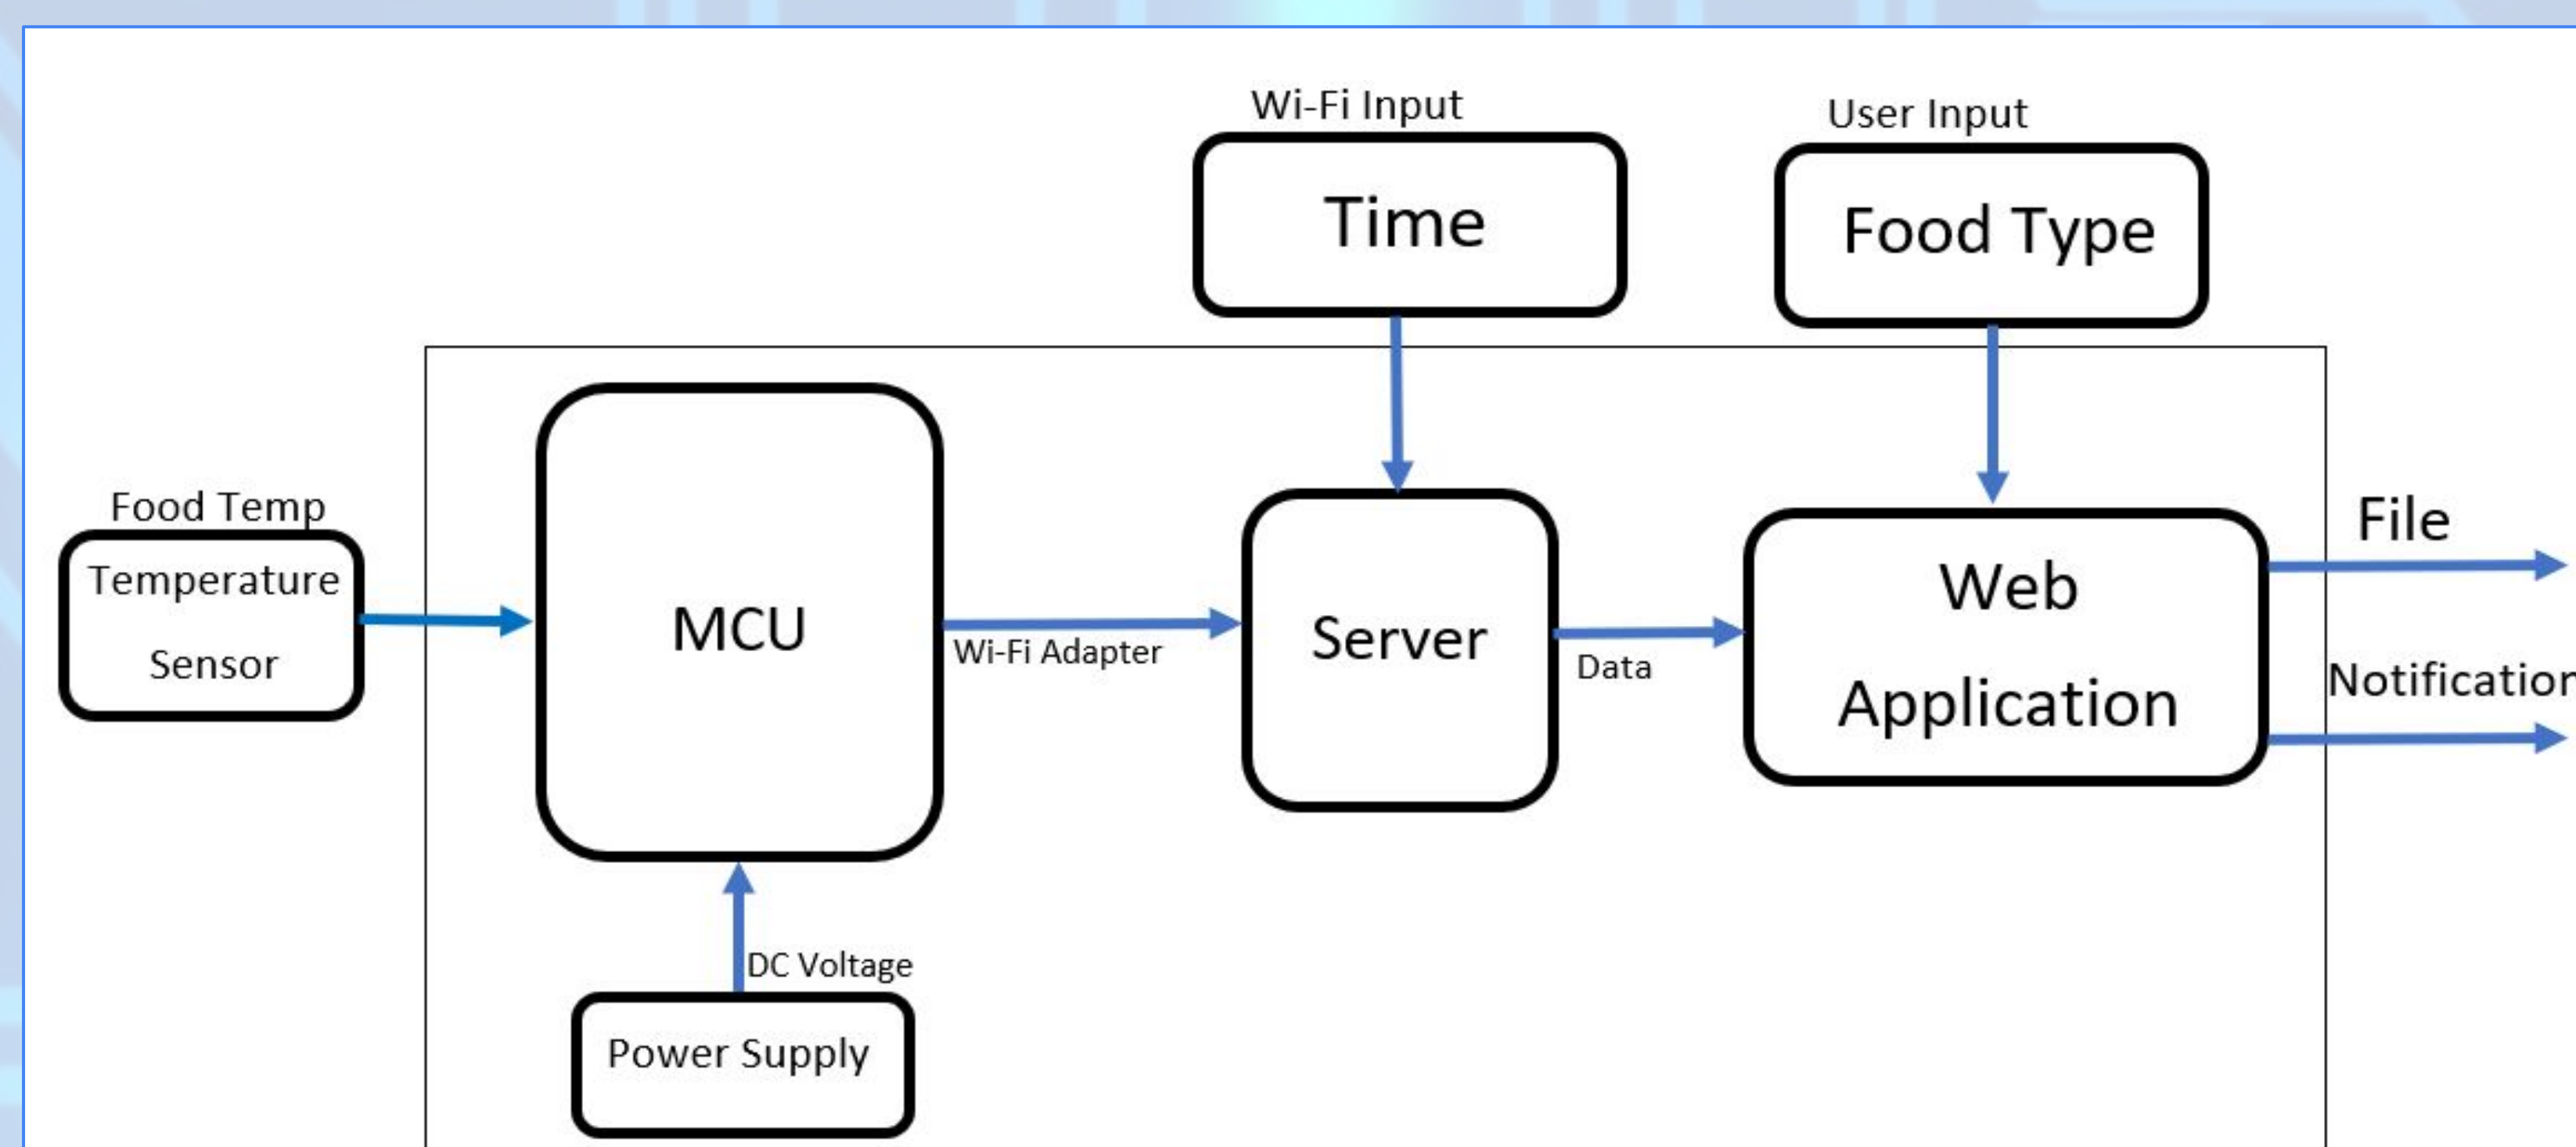 Wi-Fi Input
User Input
Time
Food Type
Food Temp
Temperature
Sensor
MCU
Wi-Fi Adapter
Server
Data
Web
Application
File
Notification
DC Voltage
Power Supply